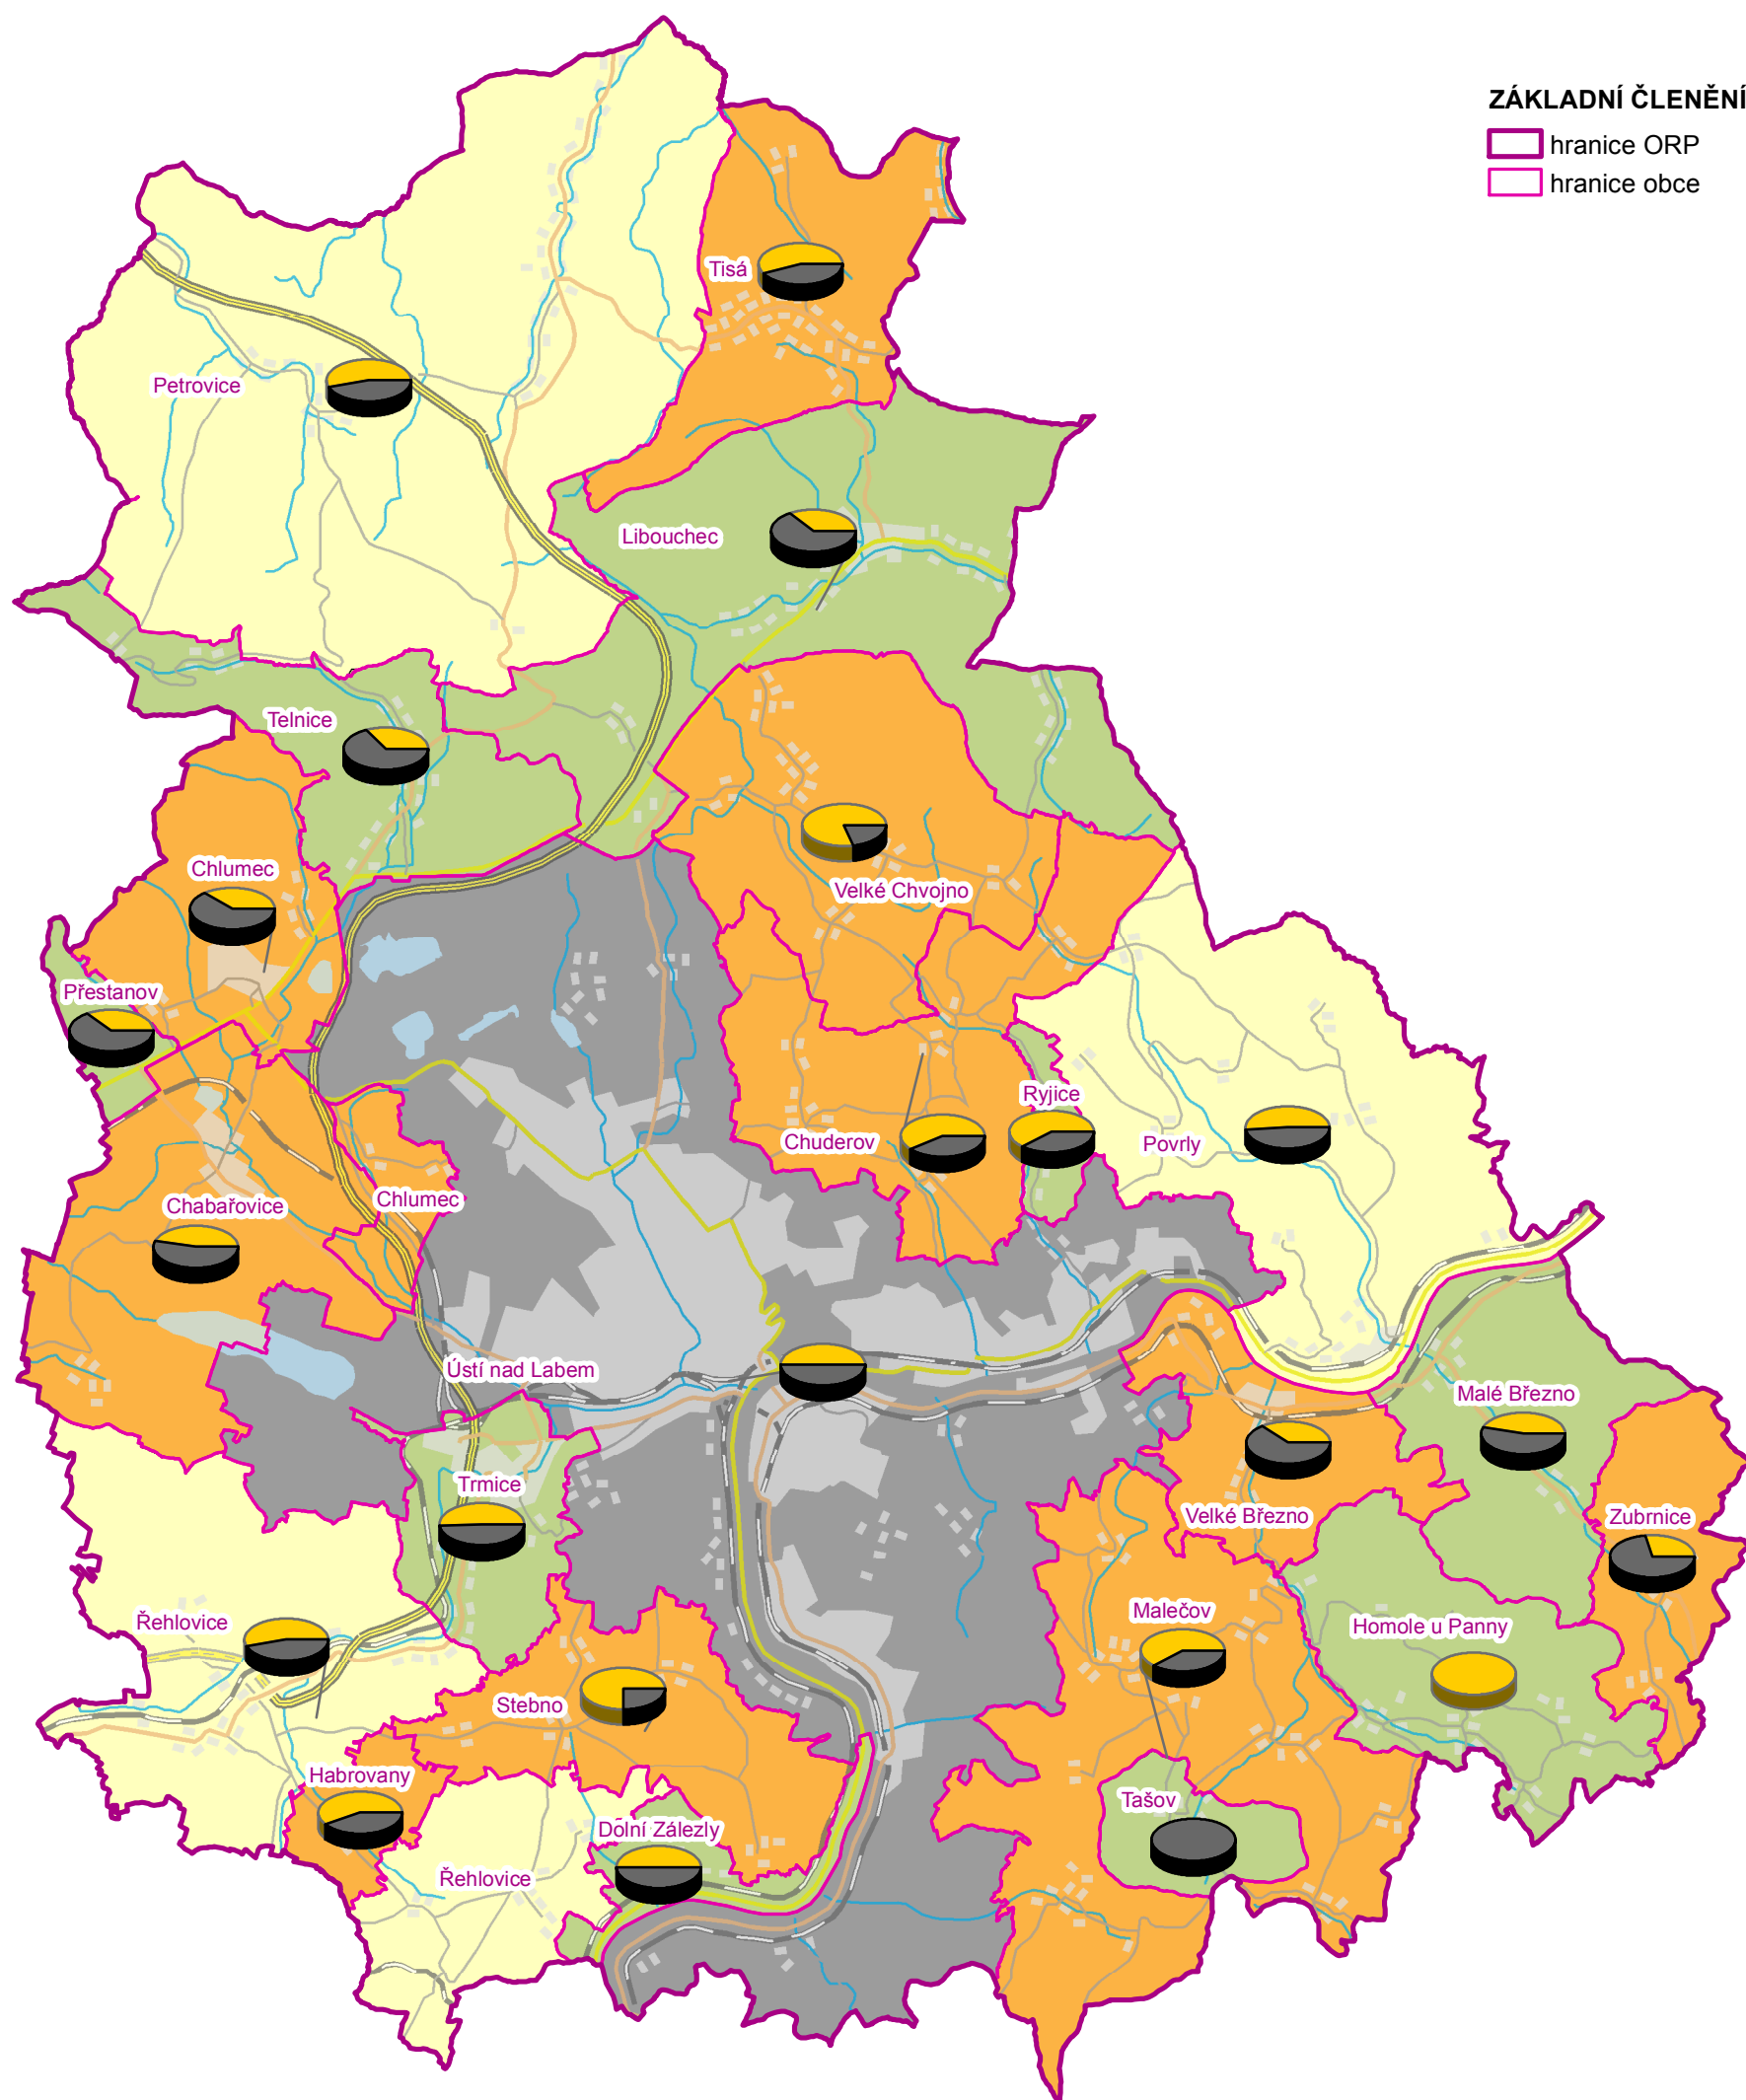 ZÁKLADNÍ ČLENĚNÍ
hranice ORP
hranice obce
Tisá
Petrovice
Libouchec
Telnice
Chlumec
Velké Chvojno
Přestanov
Ryjice
Chuderov
Povrly
Chlumec
Chabařovice
Ústí nad Labem
Malé Březno
Trmice
Velké Březno
Zubrnice
Malečov
Řehlovice
Homole u Panny
Stebno
Habrovany
Tašov
Dolní Zálezly
Řehlovice